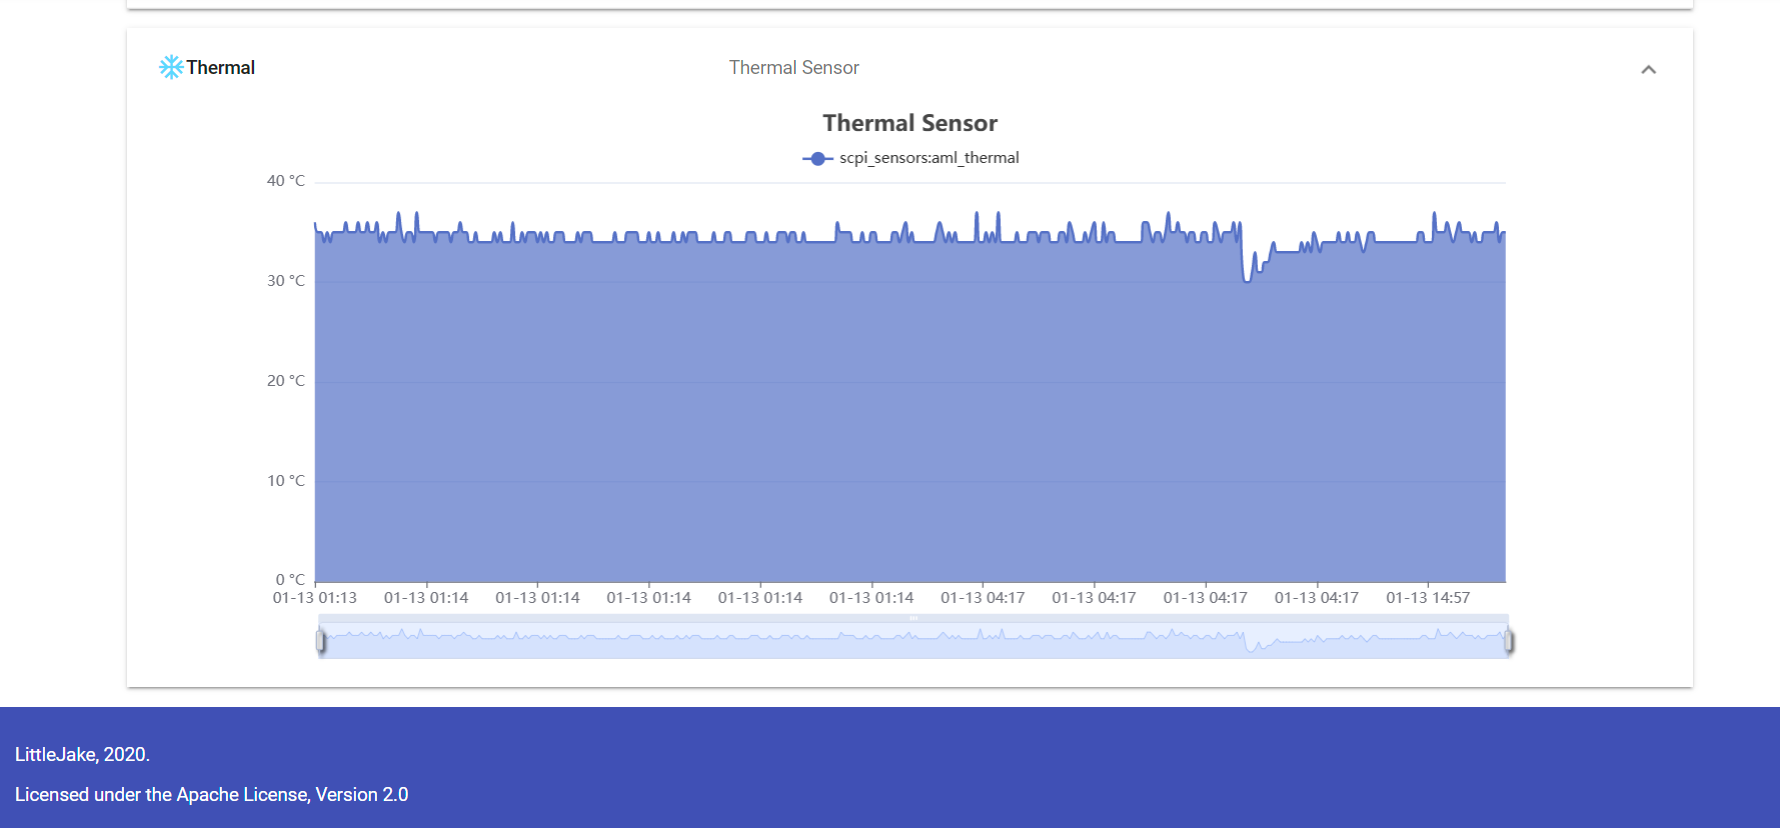 Thermal
Thermal Sensor
Thermal Sensor
scpi_sensors:aml_thermal
40 °C
30 °C
20 °C
10 °C
0 °C
01-13 01:13 01-13 01:14 01-13 01:14 01-13 01:14 01-13 01:14 01-13 01:14 01-13 04:17 01-13 04:17 01-13 04:17 01-13 04:17 01-13 14:57
LittleJake, 2020.
Licensed under the Apache License, Version 2.0